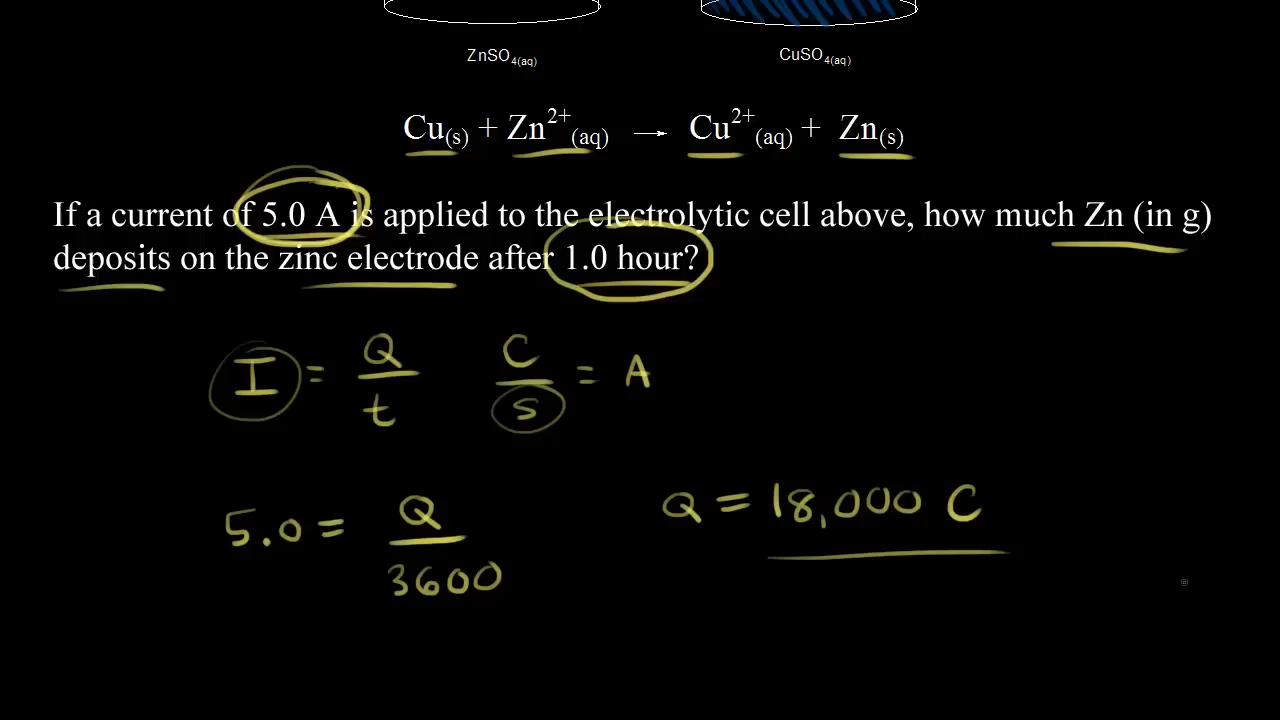 ZnSO4(aq) CuSO4(aq)
Cu(s) + Zn2+(aq) → Cu2+(aq) + Zn(s)
If a current of 5.0 A is applied to the electrolytic cell above, how much Zn (in g)
deposits on the zinc electrode after 1.0 hour?
I = Q/t C/s = A
5.0 = Q/3600 Q = 18,000 C